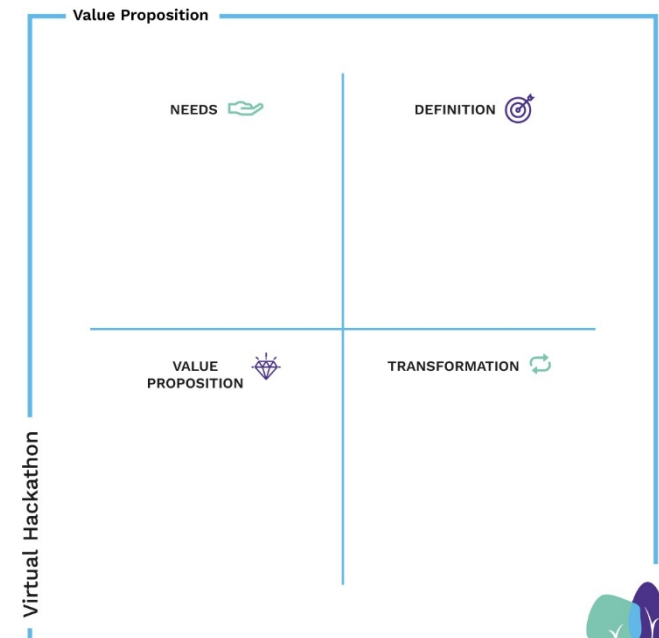 Value Proposition
NEEDS
DEFINITION
VALUE
PROPOSITION
TRANSFORMATION
Virtual Hackathon